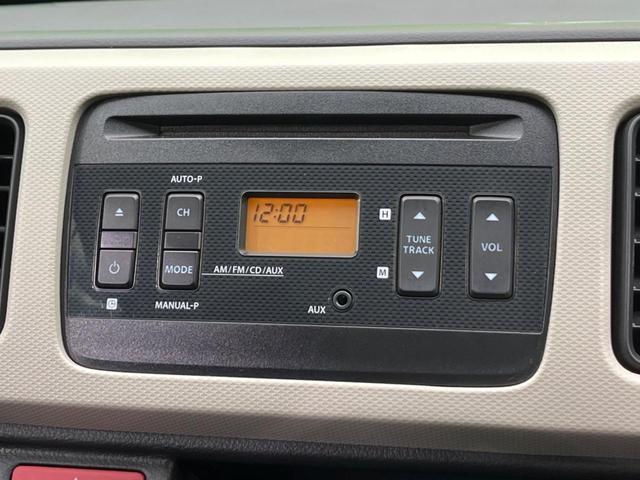 AUTO-P
CH
12:00
H
TUNE
TRACK
VOL
MODE
AM/FM/CD/AUX
M
MANUAL-P
AUX